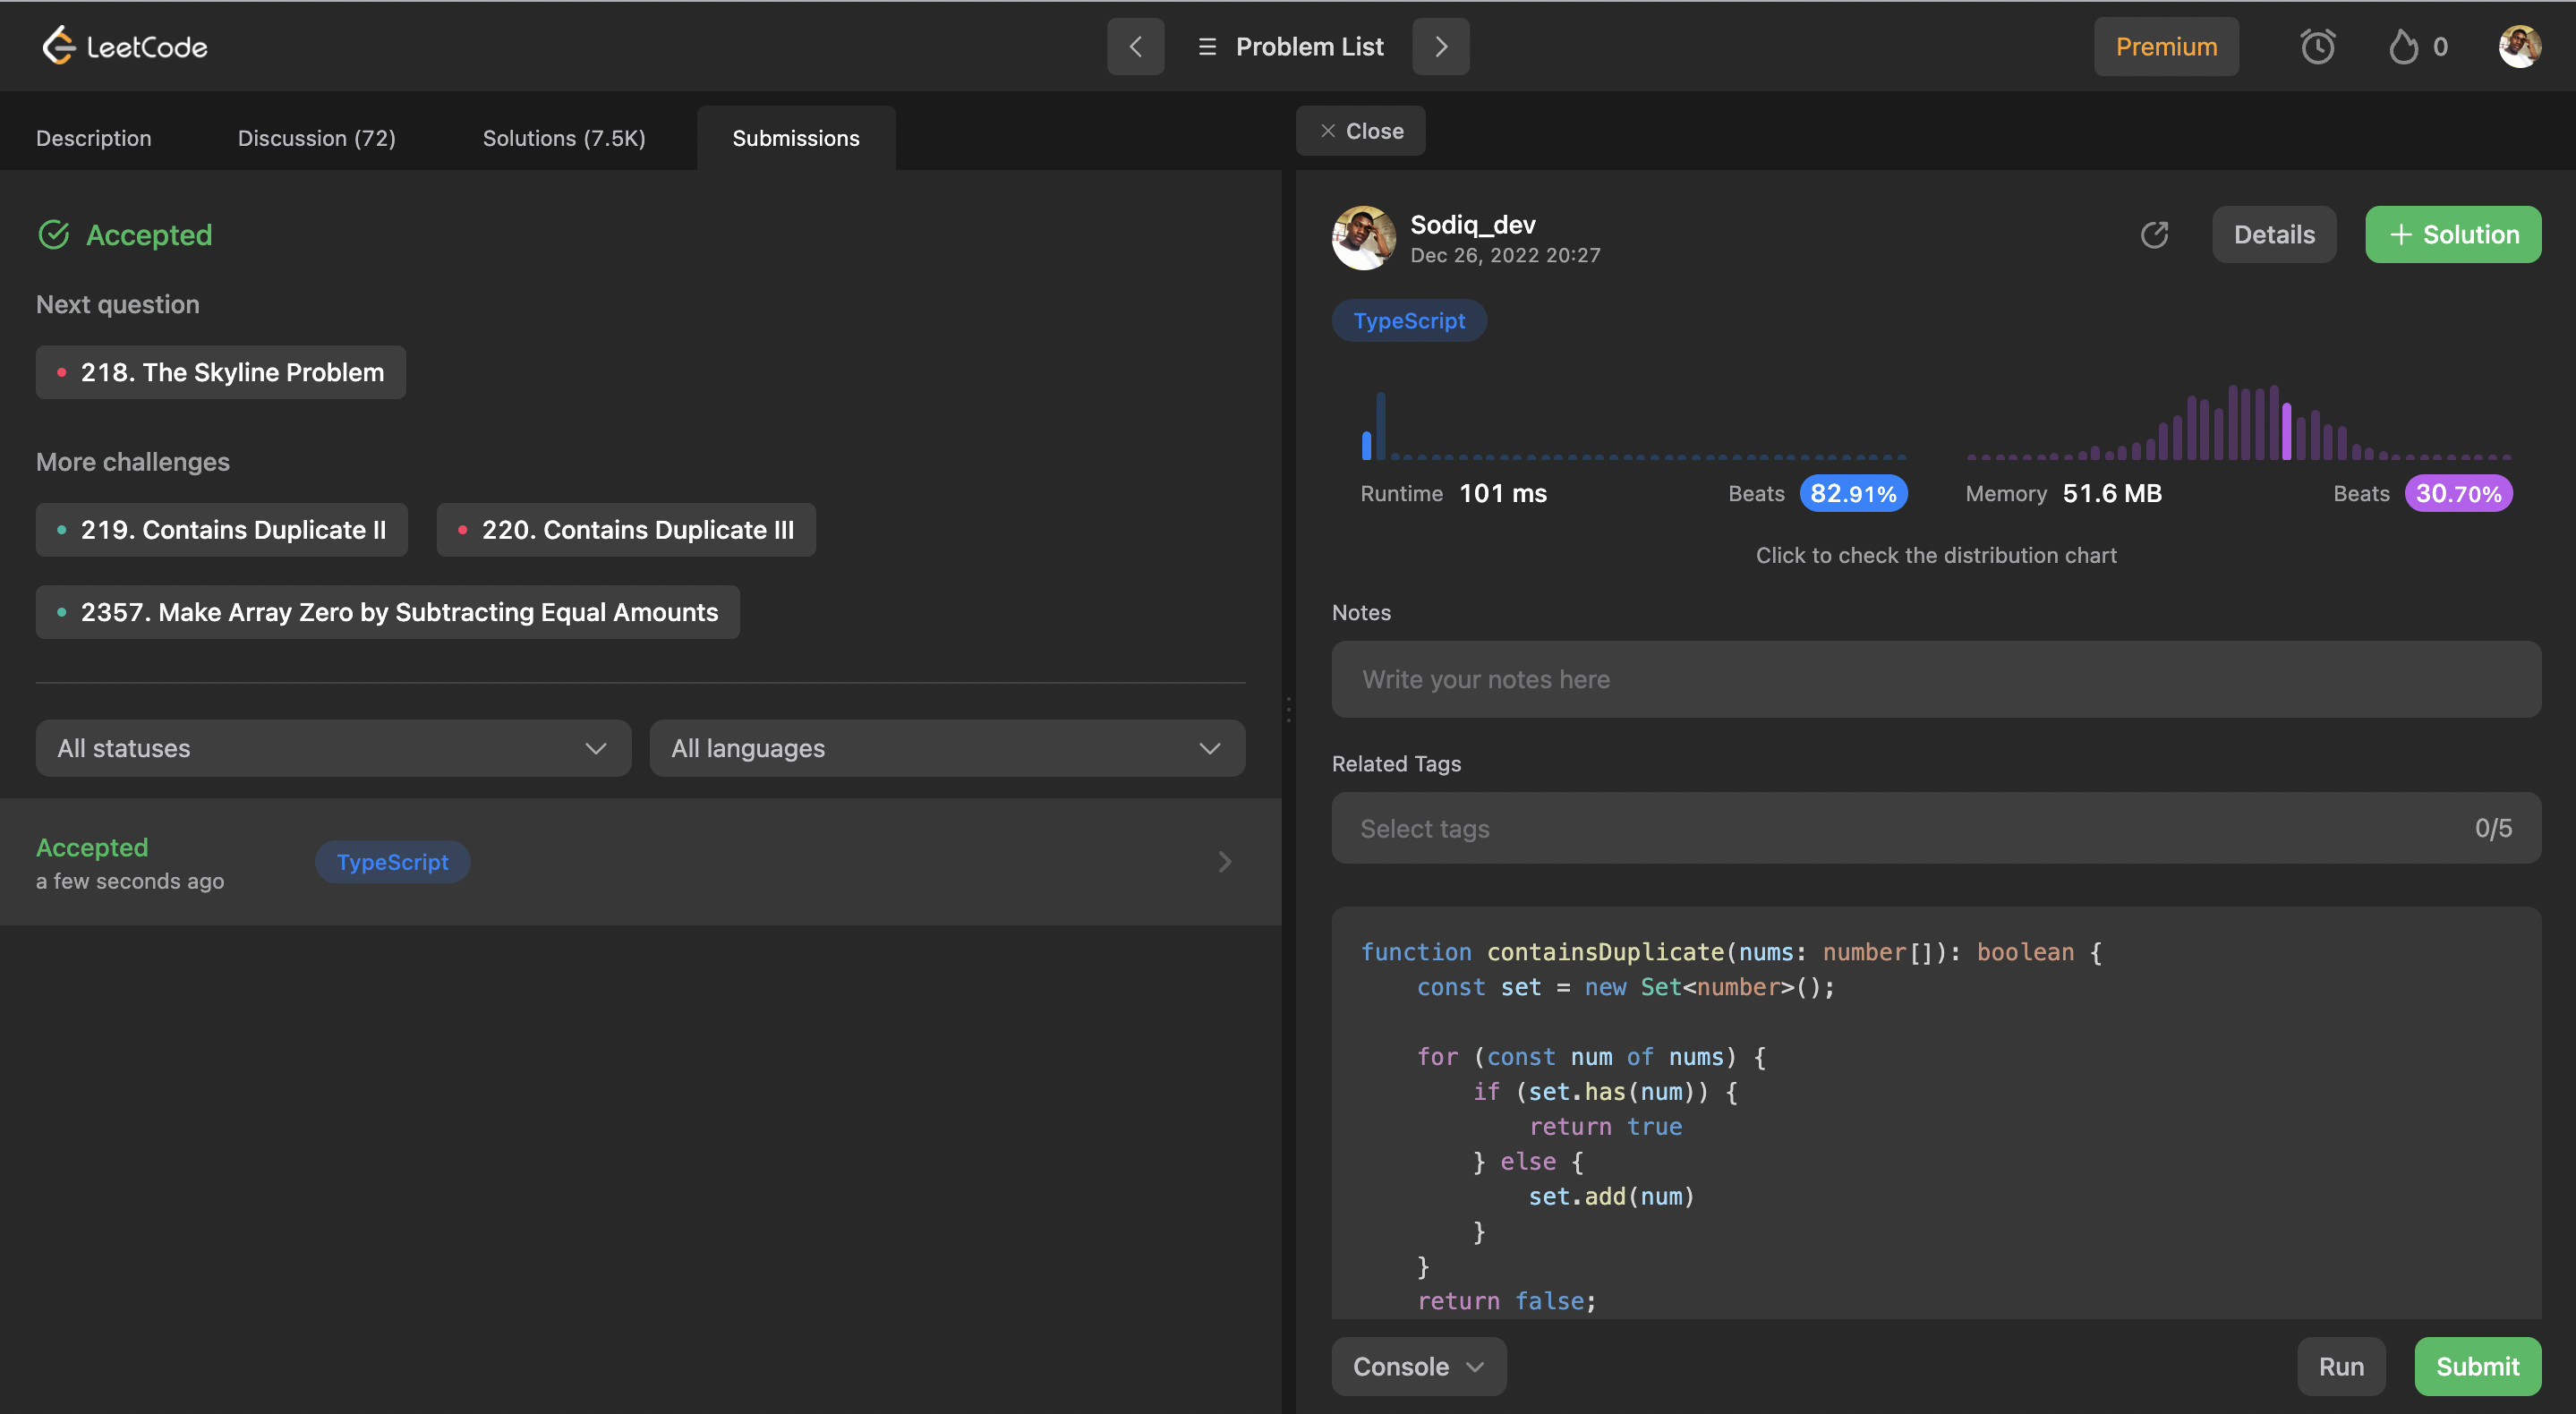 LeetCode
Problem List
Premium
0
Description
Discussion (72)
Solutions (7.5K)
Submissions
Accepted
Next question
218. The Skyline Problem
More challenges
219. Contains Duplicate II
220. Contains Duplicate III
2357. Make Array Zero by Subtracting Equal Amounts
All statuses
All languages
Accepted
a few seconds ago
TypeScript
Close
Sodiq_dev
Dec 26, 2022 20:27
Details
Solution
TypeScript
Runtime 101 ms
Beats 82.91%
Memory 51.6 MB
Beats 30.70%
Click to check the distribution chart
Notes
Write your notes here
Related Tags
Select tags
0/5
function containsDuplicate(nums: number[]): boolean {
    const set = new Set<number>();
    for (const num of nums) {
        if (set.has(num)) {
            return true
        } else {
            set.add(num)
        }
    }
    return false;
Console
Run
Submit